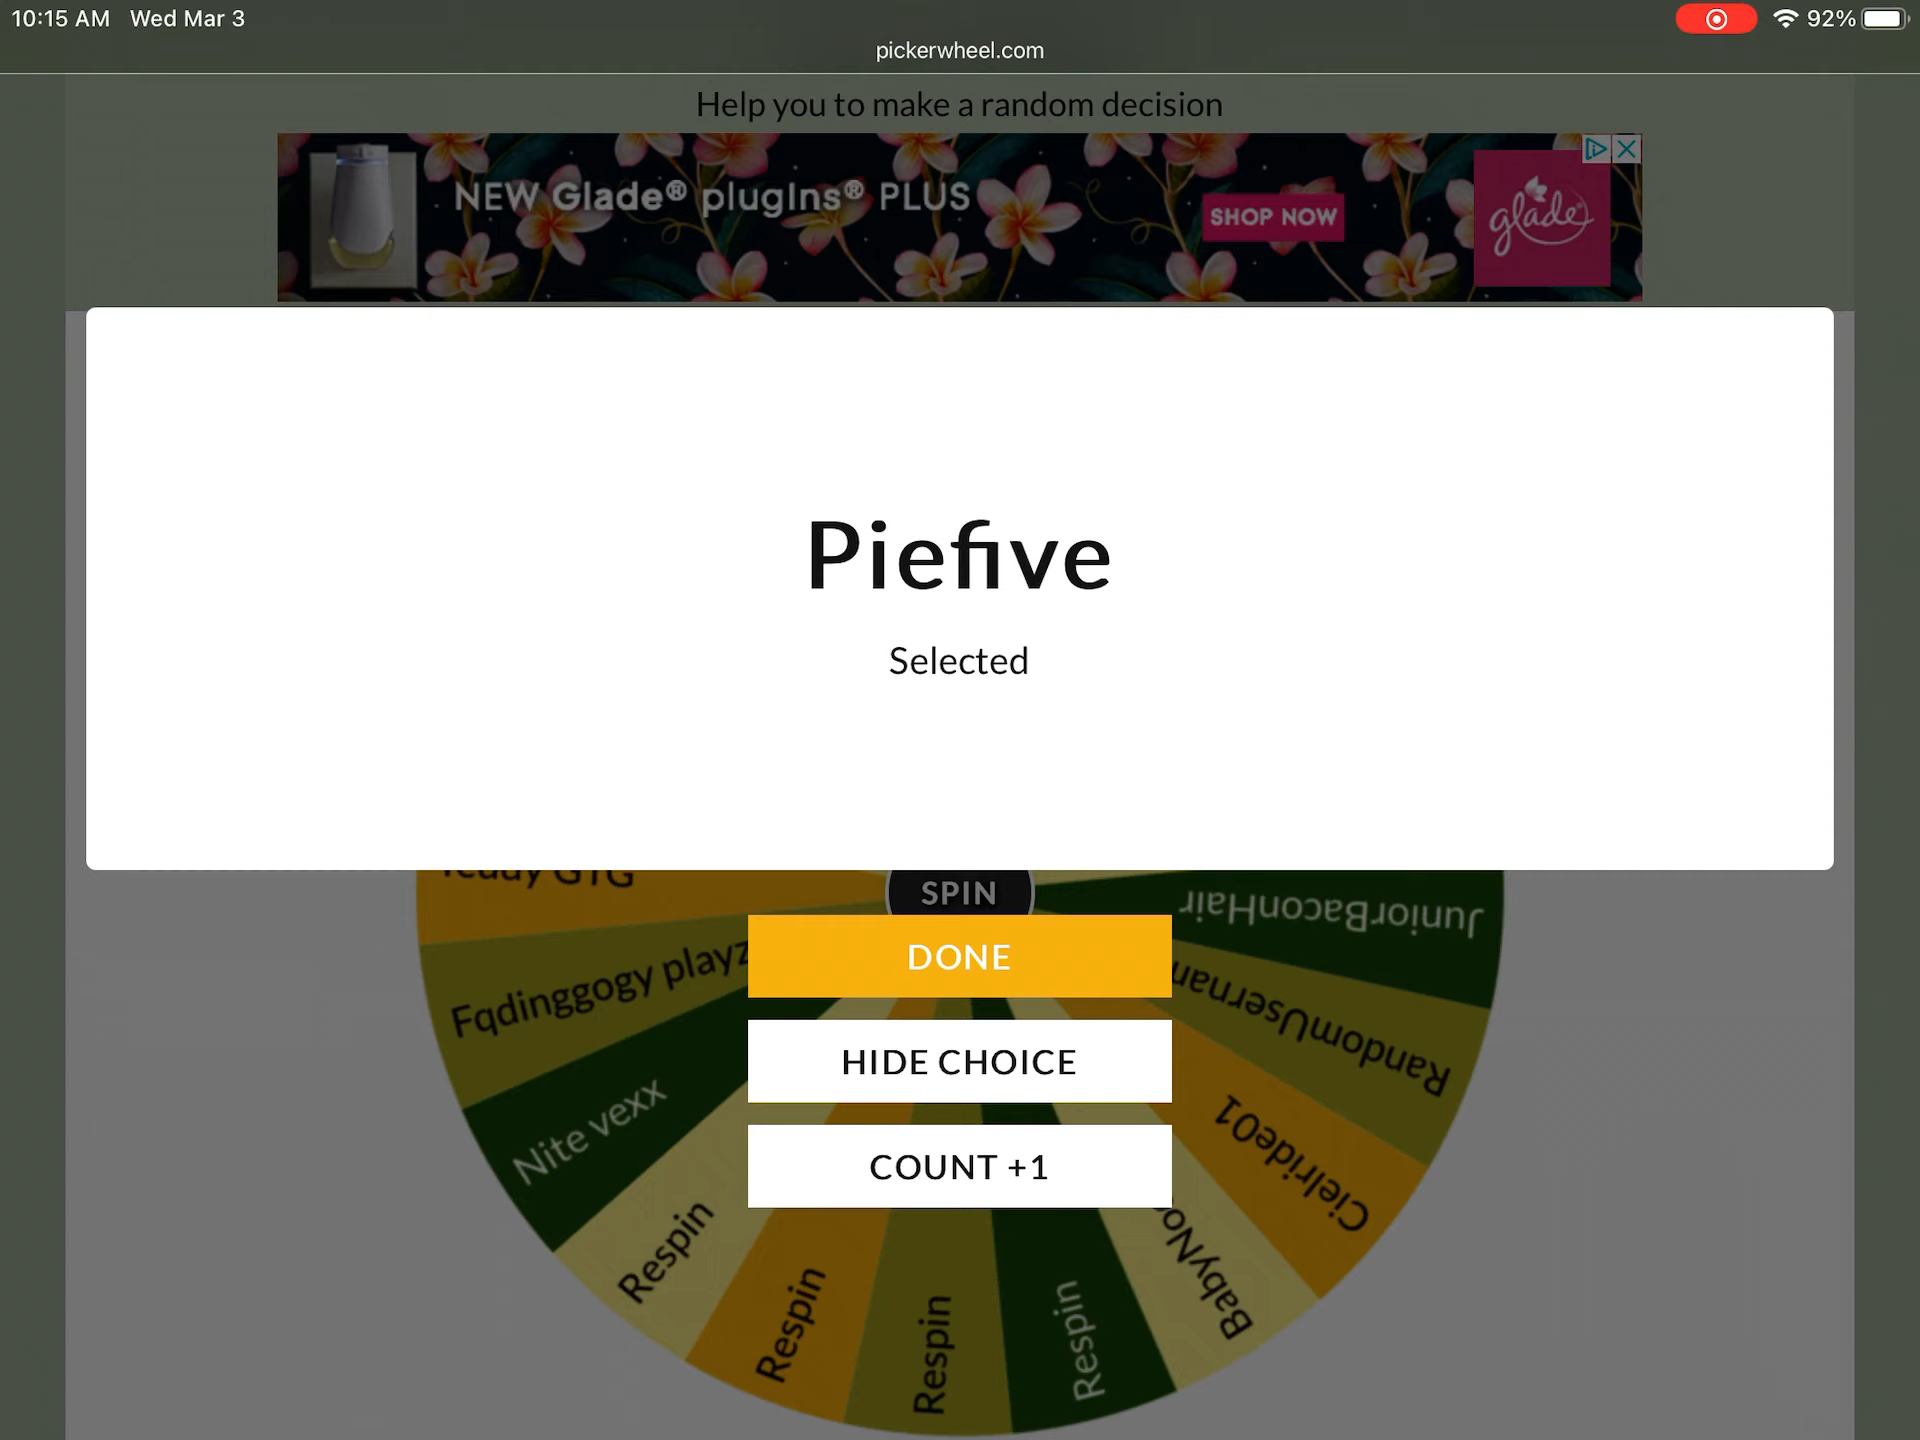 10:15 AM Wed Mar 3
92%
pickerwheel.com
Help you to make a random decision
NEW Glade® plugIns® PLUS
SHOP NOW
glade
Piefive
Selected
G1G
SPIN
JuniorBaconHair
DONE
Fqdinggogy playz
HIDE CHOICE
Nite vexx
Cielride01
COUNT +1
Respin
Respin
Respin
Respin